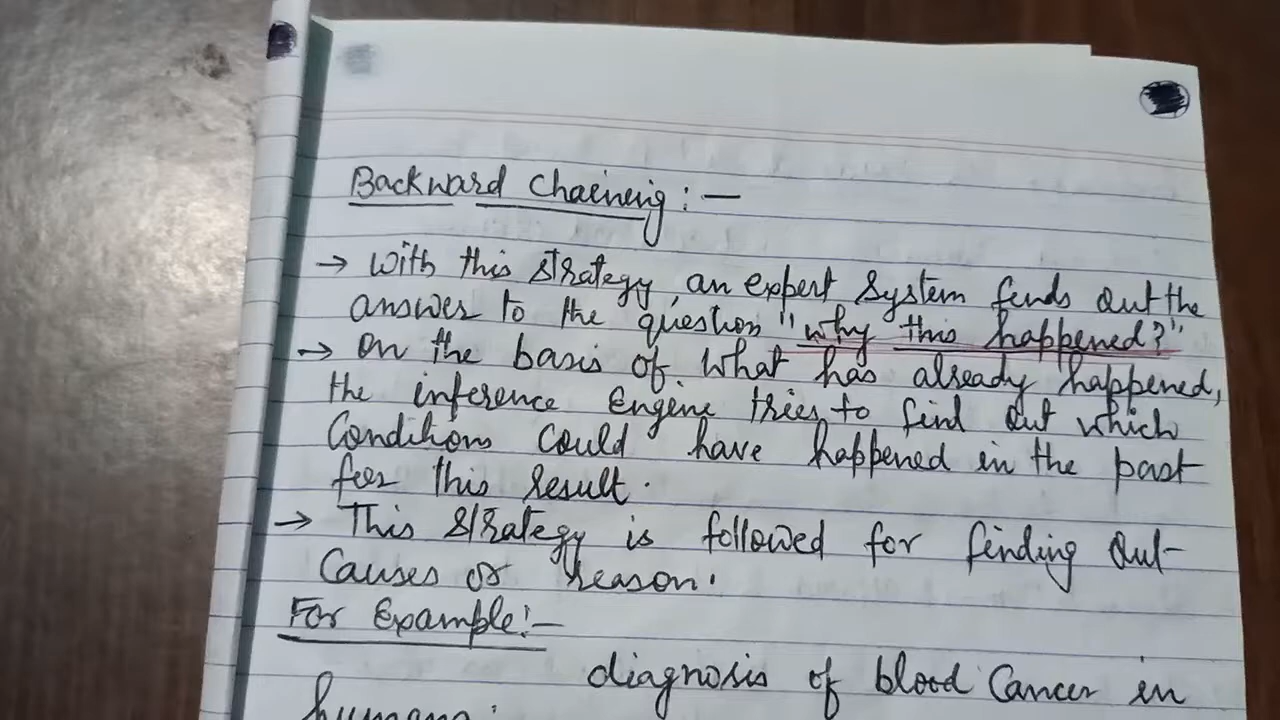 Backward Chaining : —
→ With this strategy, an expert system finds out the
answer to the question "why this happened?"
→ On the basis of what has already happened,
the inference Engine tries to find out which
Conditions could have happened in the past
for this result.
→ This strategy is followed for finding out
Causes or reason.
For Example:—
diagnosis of blood Cancer in
humans.